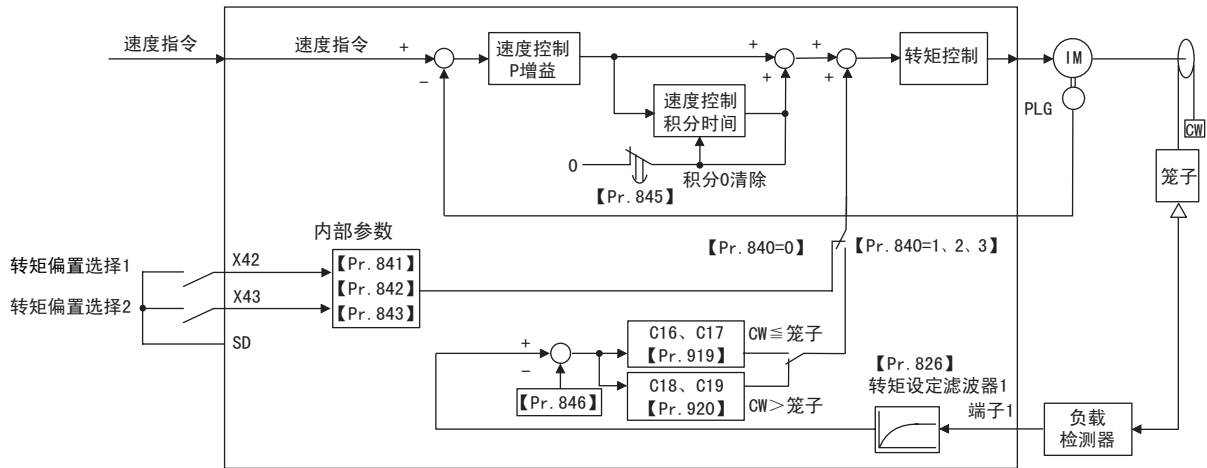 速度指令
速度指令
+
−
速度控制
P增益
+
+
+
+
转矩控制
IM
PLG
CW
笼子
速度控制
积分时间
0
积分0清除
【Pr.845】
内部参数
【Pr.840=0】
【Pr.840=1、2、3】
转矩偏置选择1
X42
【Pr.841】
【Pr.842】
【Pr.843】
转矩偏置选择2
X43
SD
+
−
【Pr.846】
C16、C17
【Pr.919】
CW≦笼子
C18、C19
【Pr.920】
CW＞笼子
【Pr.826】
转矩设定滤波器1
端子1
负载
检测器